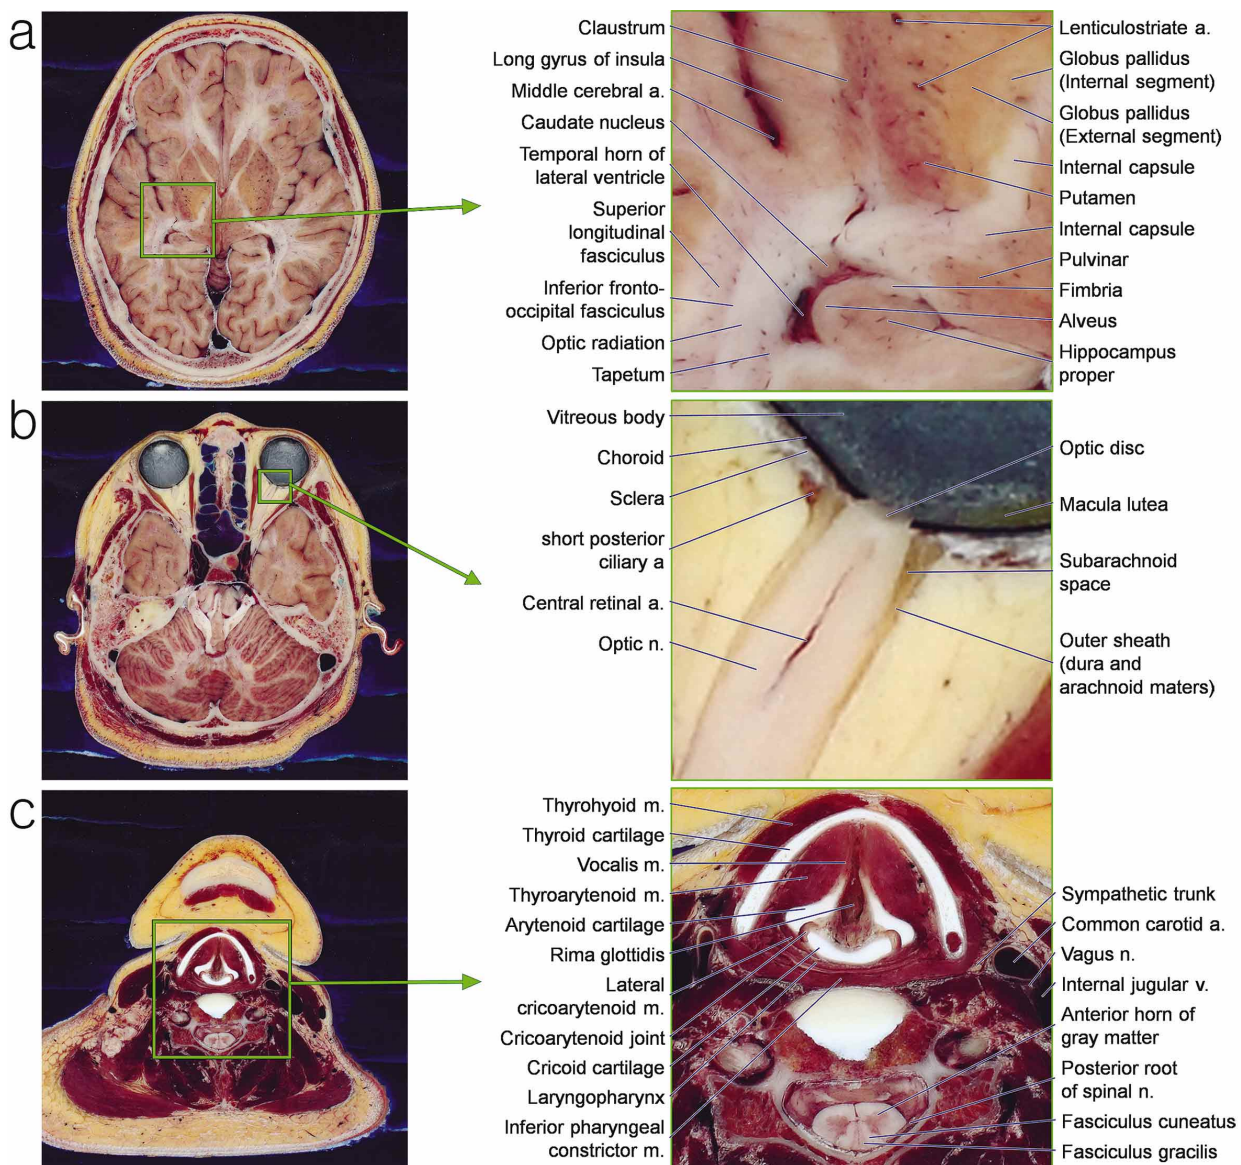 a
Claustrum
Long gyrus of insula
Middle cerebral a.
Caudate nucleus
Temporal horn of
lateral ventricle
Superior
longitudinal
fasciculus
Inferior fronto-
occipital fasciculus
Optic radiation
Tapetum
Lenticulostriate a.
Globus pallidus
(Internal segment)
Globus pallidus
(External segment)
Internal capsule
Putamen
Internal capsule
Pulvinar
Fimbria
Alveus
Hippocampus
proper
b
Vitreous body
Choroid
Sclera
short posterior
ciliary a
Central retinal a.
Optic n.
Optic disc
Macula lutea
Subarachnoid
space
Outer sheath
(dura and
arachnoid maters)
c
Thyrohyoid m.
Thyroid cartilage
Vocalis m.
Thyroarytenoid m.
Arytenoid cartilage
Rima glottidis
Lateral
cricoarytenoid m.
Cricoarytenoid joint
Cricoid cartilage
Laryngopharynx
Inferior pharyngeal
constrictor m.
Sympathetic trunk
Common carotid a.
Vagus n.
Internal jugular v.
Anterior horn of
gray matter
Posterior root
of spinal n.
Fasciculus cuneatus
Fasciculus gracilis